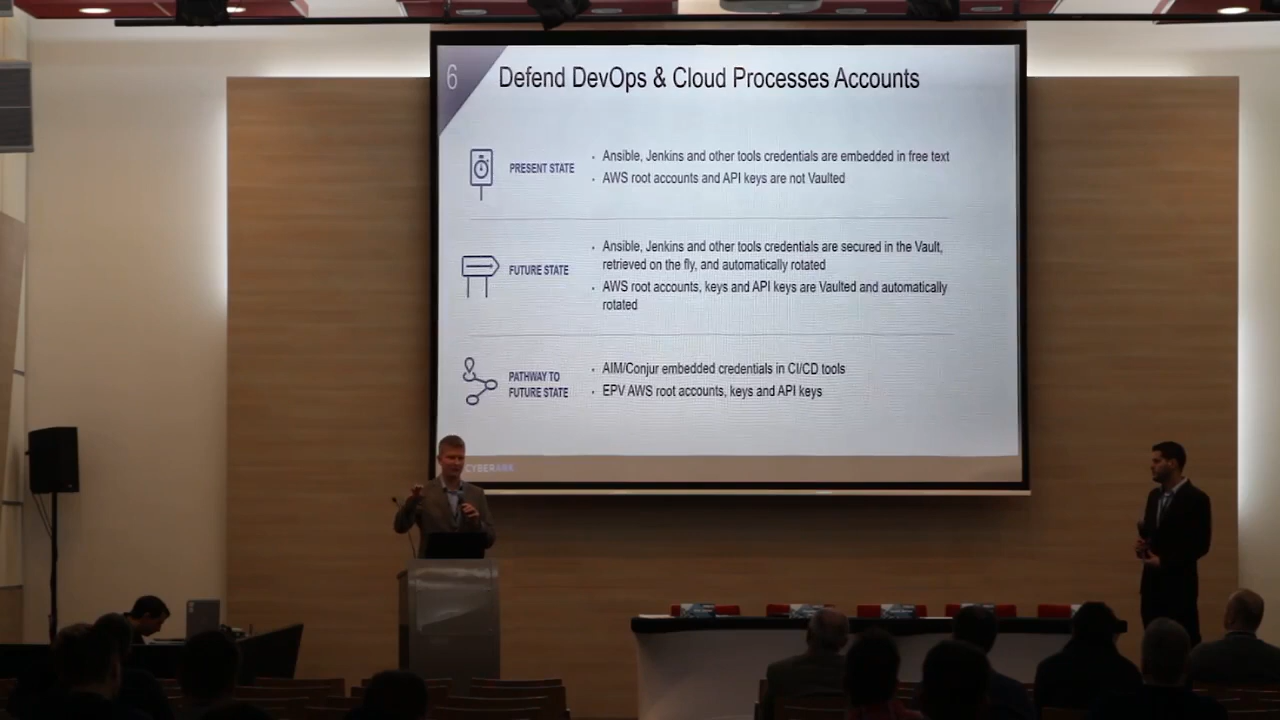 6
Defend DevOps & Cloud Processes Accounts
PRESENT STATE
· Ansible, Jenkins and other tools credentials are embedded in free text
· AWS root accounts and API keys are not Vaulted
FUTURE STATE
· Ansible, Jenkins and other tools credentials are secured in the Vault,
retrieved on the fly, and automatically rotated
· AWS root accounts, keys and API keys are Vaulted and automatically
rotated
PATHWAY TO
FUTURE STATE
· AIM/Conjur embedded credentials in CI/CD tools
· EPV AWS root accounts, keys and API keys
CYBERARK